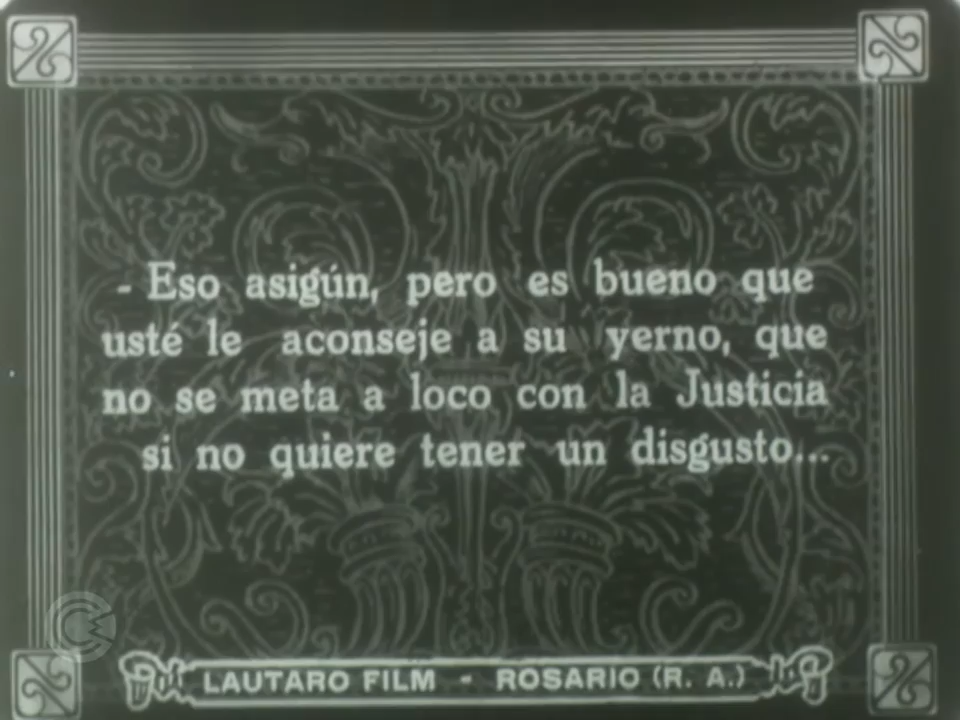 - Eso asigún, pero es bueno que
usté le aconseje a su yerno, que
no se meta a loco con la Justicia
si no quiere tener un disgusto...
LAUTARO FILM - ROSARIO (R. A.)